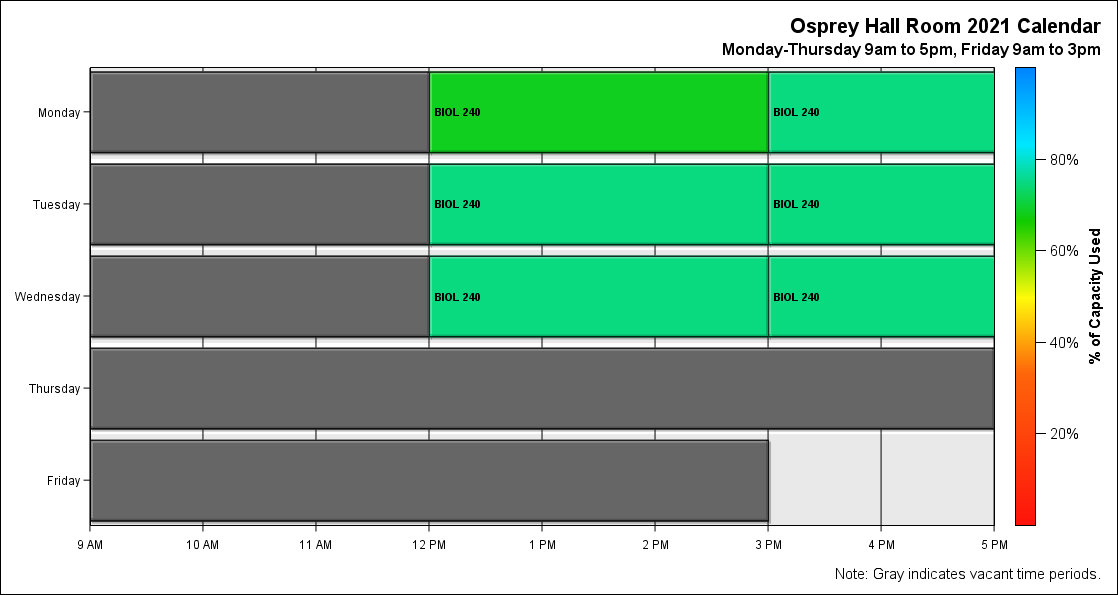 Osprey Hall Room 2021 Calendar
Monday-Thursday 9am to 5pm, Friday 9am to 3pm
Monday
BIOL 240
BIOL 240
Tuesday
BIOL 240
BIOL 240
Wednesday
BIOL 240
BIOL 240
Thursday
Friday
9 AM
10 AM
11 AM
12 PM
1 PM
2 PM
3 PM
4 PM
5 PM
80%
60%
40%
20%
% of Capacity Used
Note: Gray indicates vacant time periods.